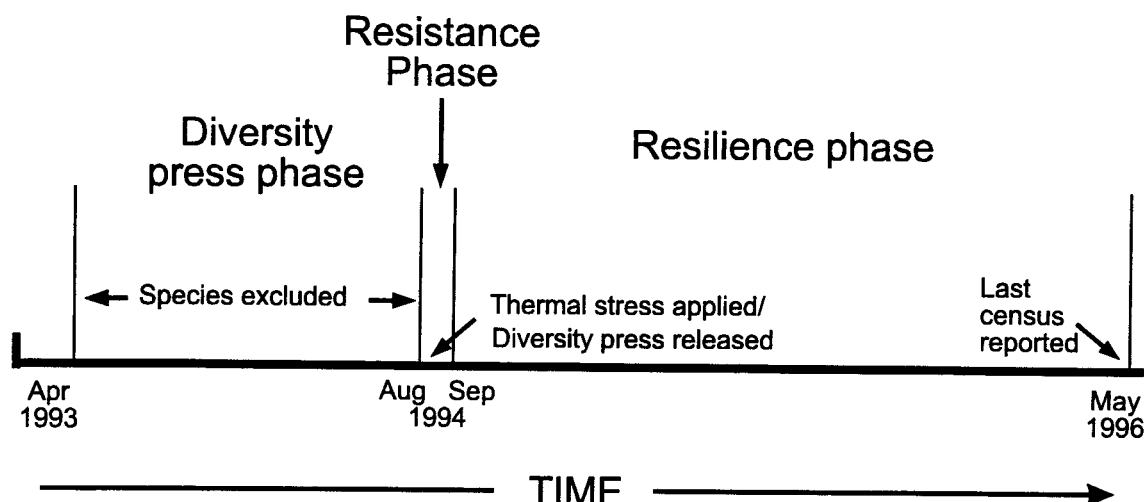 Resistance
Phase
Diversity
press phase
Resilience phase
Species excluded
Thermal stress applied/
Diversity press released
Last
census
reported
Apr
1993
Aug Sep
1994
May
1996
TIME